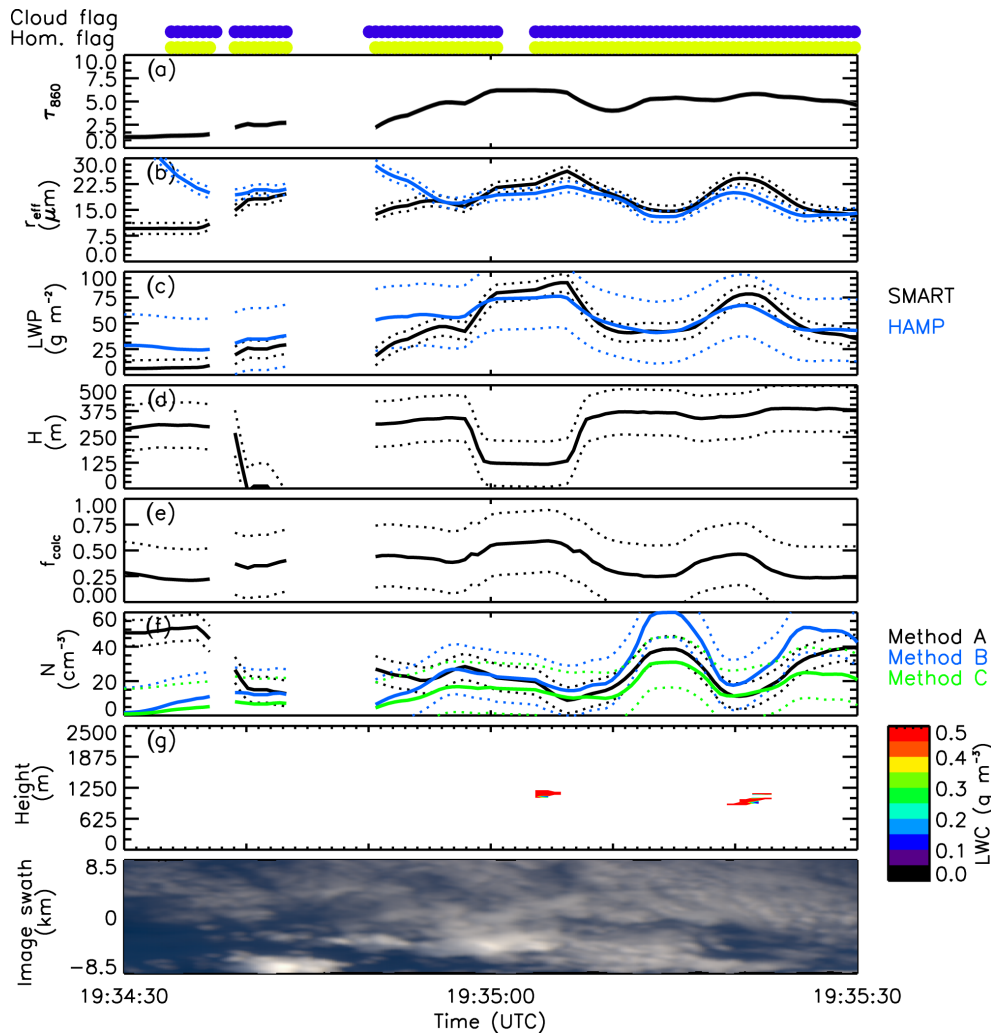 Cloud flag
Hom. flag
10.0
7.5
5.0
2.5
0.0
τ860
(a)
30.0
22.5
15.0
7.5
0.0
reff
(μm)
(b)
100
75
50
25
0
LWP
(g m⁻²)
(c)
SMART
HAMP
500
375
250
125
0
H
(m)
(d)
1.00
0.75
0.50
0.25
0.00
fcalc
(e)
60
40
20
0
N
(cm⁻³)
(f)
Method A
Method B
Method C
2500
1875
1250
625
0
Height
(m)
(g)
0.5
0.4
0.3
0.2
0.1
0.0
LWC (g m⁻³)
8.5
0
−8.5
Image swath
(km)
19:34:30
19:35:00
19:35:30
Time (UTC)